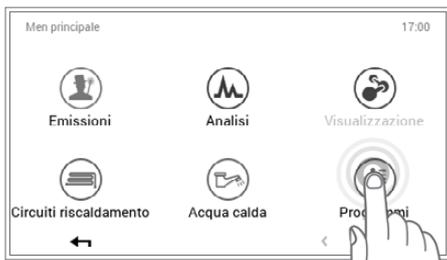 Men principale 17:00
Emissioni Analisi Visualizzazione
Circuiti riscaldamento Acqua calda